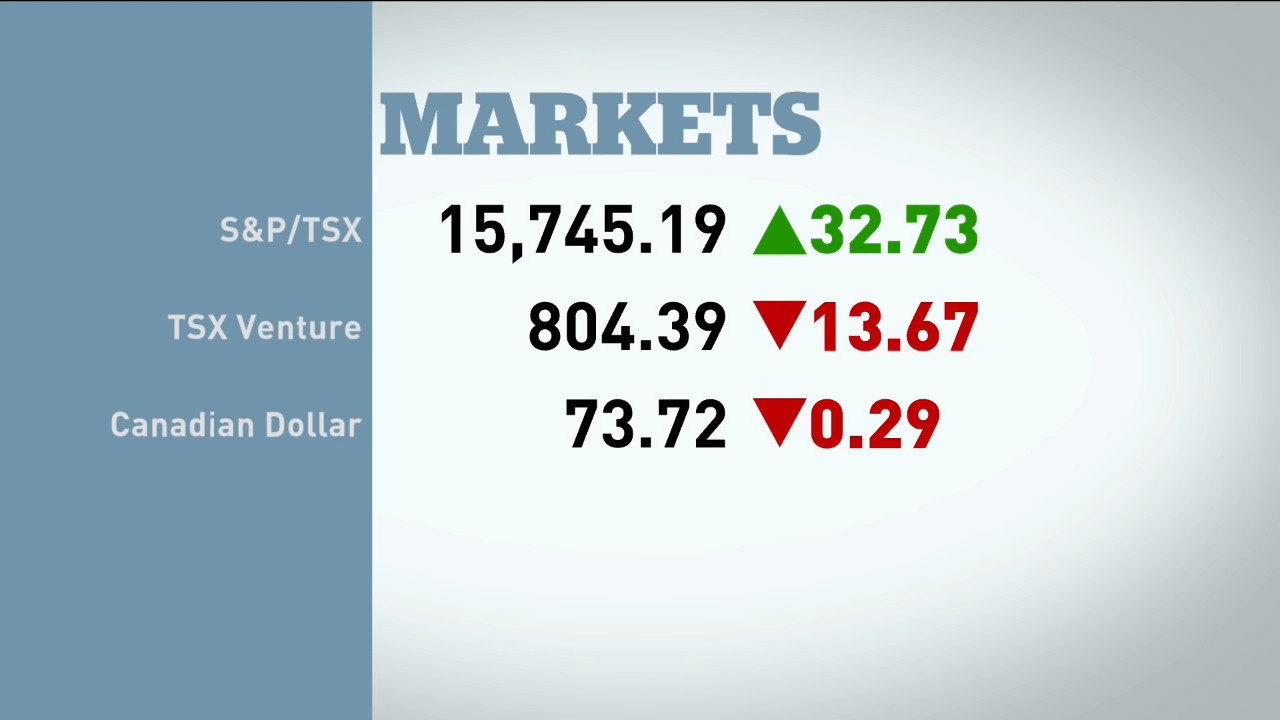 MARKETS
S&P/TSX 15,745.19 ▲32.73
TSX Venture 804.39 ▼13.67
Canadian Dollar 73.72 ▼0.29